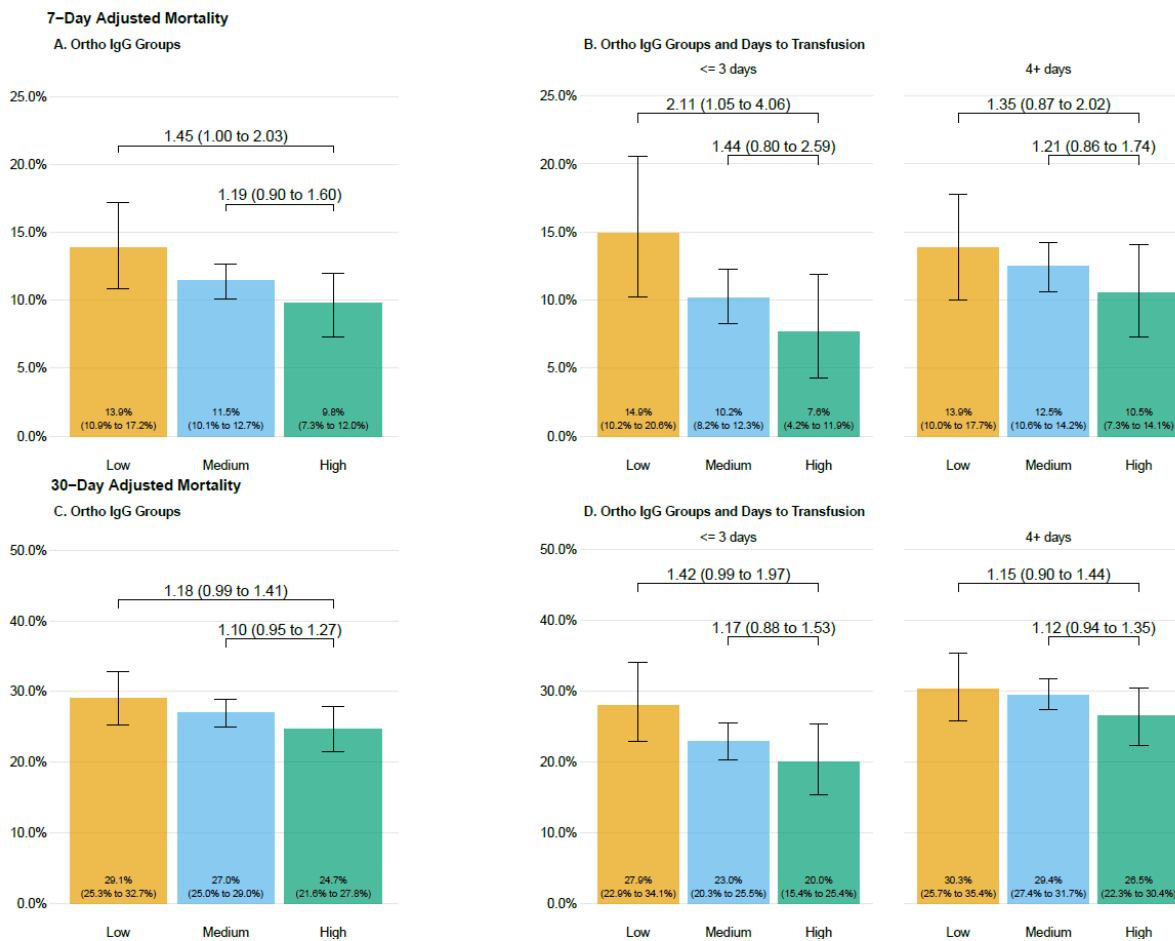 7−Day Adjusted Mortality
A. Ortho IgG Groups
25.0%
20.0%
15.0%
10.0%
5.0%
0.0%
1.45 (1.00 to 2.03)
1.19 (0.90 to 1.60)
13.9%
(10.9% to 17.2%)
11.5%
(10.1% to 12.7%)
9.8%
(7.3% to 12.0%)
Low
Medium
High
B. Ortho IgG Groups and Days to Transfusion
<= 3 days
4+ days
25.0%
20.0%
15.0%
10.0%
5.0%
0.0%
2.11 (1.05 to 4.06)
1.44 (0.80 to 2.59)
14.9%
(10.2% to 20.6%)
10.2%
(8.2% to 12.3%)
7.6%
(4.2% to 11.9%)
Low
Medium
High
1.35 (0.87 to 2.02)
1.21 (0.86 to 1.74)
13.9%
(10.0% to 17.7%)
12.5%
(10.6% to 14.2%)
10.5%
(7.3% to 14.1%)
Low
Medium
High
30−Day Adjusted Mortality
C. Ortho IgG Groups
50.0%
40.0%
30.0%
20.0%
10.0%
0.0%
1.18 (0.99 to 1.41)
1.10 (0.95 to 1.27)
29.1%
(25.3% to 32.7%)
27.0%
(25.0% to 29.0%)
24.7%
(21.6% to 27.8%)
Low
Medium
High
D. Ortho IgG Groups and Days to Transfusion
<= 3 days
4+ days
50.0%
40.0%
30.0%
20.0%
10.0%
0.0%
1.42 (0.99 to 1.97)
1.17 (0.88 to 1.53)
27.9%
(22.9% to 34.1%)
23.0%
(20.3% to 25.5%)
20.0%
(15.4% to 25.4%)
Low
Medium
High
1.15 (0.90 to 1.44)
1.12 (0.94 to 1.35)
30.3%
(25.7% to 35.4%)
29.4%
(27.4% to 31.7%)
26.5%
(22.3% to 30.4%)
Low
Medium
High